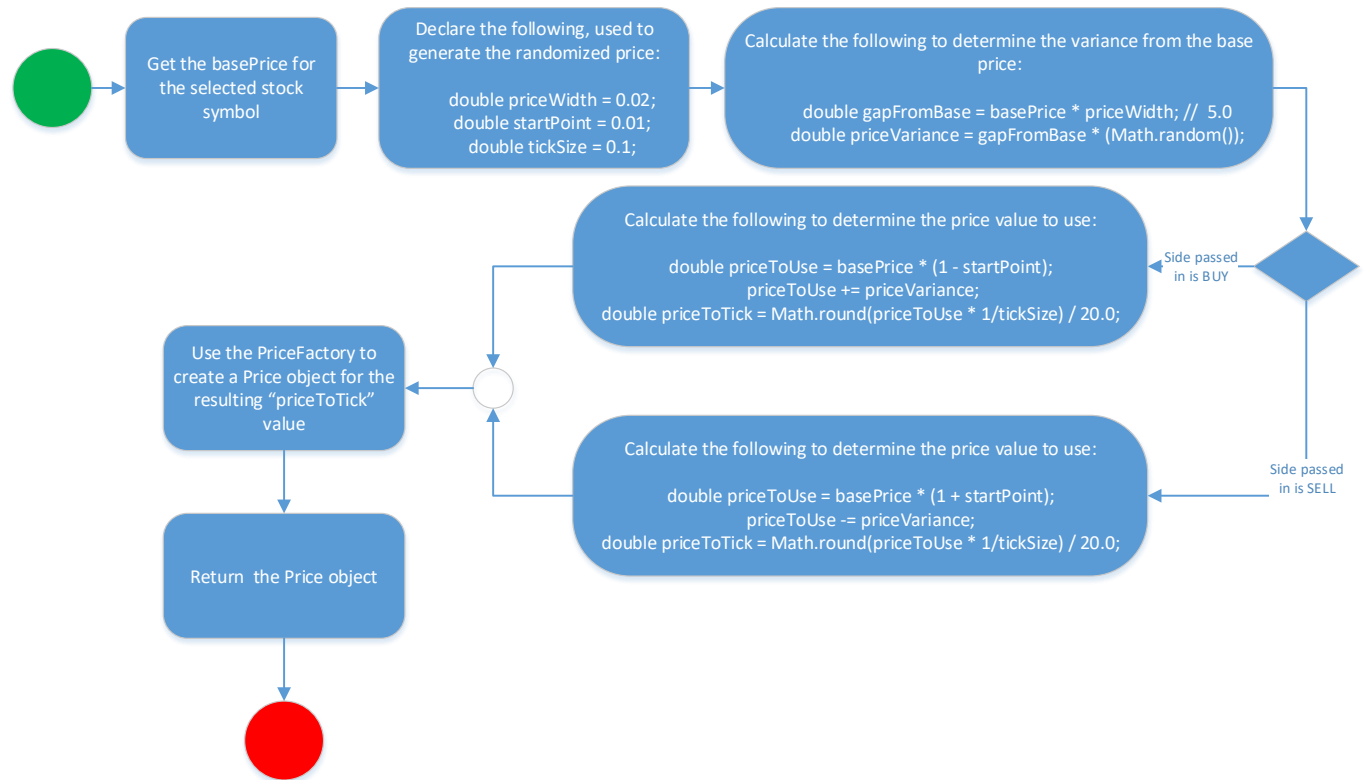 Get the basePrice for
the selected stock
symbol
Declare the following, used to
generate the randomized price:
double priceWidth = 0.02;
double startPoint = 0.01;
double tickSize = 0.1;
Calculate the following to determine the variance from the base
price:
double gapFromBase = basePrice * priceWidth; //  5.0
double priceVariance = gapFromBase * (Math.random());
Side passed
in is BUY
Calculate the following to determine the price value to use:
double priceToUse = basePrice * (1 - startPoint);
priceToUse += priceVariance;
double priceToTick = Math.round(priceToUse * 1/tickSize) / 20.0;
Side passed
in is SELL
Calculate the following to determine the price value to use:
double priceToUse = basePrice * (1 + startPoint);
priceToUse -= priceVariance;
double priceToTick = Math.round(priceToUse * 1/tickSize) / 20.0;
Use the PriceFactory to
create a Price object for the
resulting “priceToTick”
value
Return  the Price object